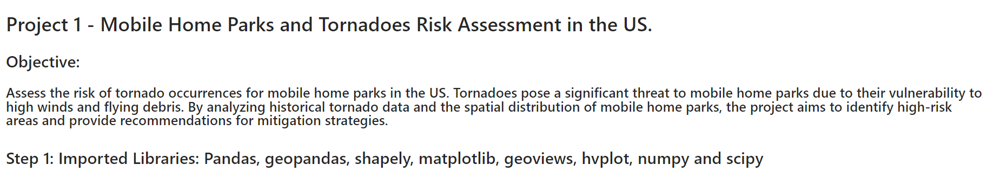 Project 1 - Mobile Home Parks and Tornadoes Risk Assessment in the US.
Objective:
Assess the risk of tornado occurrences for mobile home parks in the US. Tornadoes pose a significant threat to mobile home parks due to their vulnerability to
high winds and flying debris. By analyzing historical tornado data and the spatial distribution of mobile home parks, the project aims to identify high-risk
areas and provide recommendations for mitigation strategies.
Step 1: Imported Libraries: Pandas, geopandas, shapely, matplotlib, geoviews, hvplot, numpy and scipy